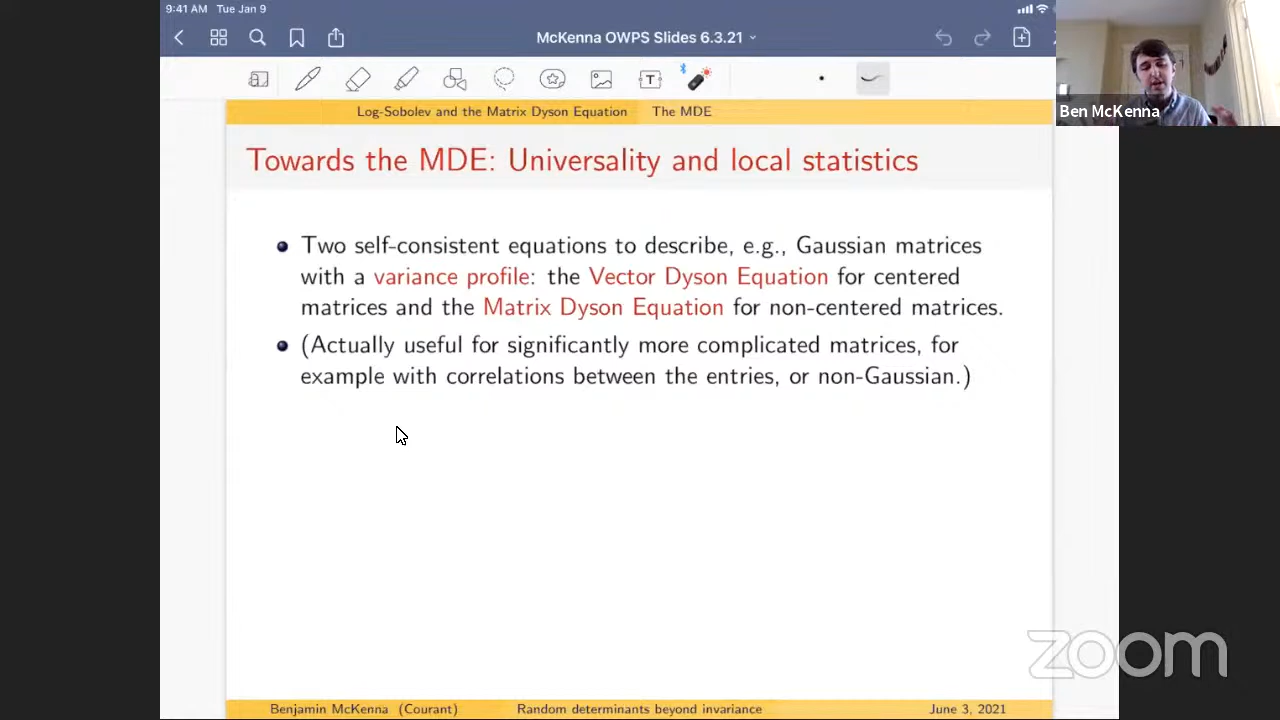 9:41 AM Tue Jan 9
McKenna OWPS Slides 6.3.21
T
Ben McKenna
Log-Sobolev and the Matrix Dyson Equation The MDE
Towards the MDE: Universality and local statistics
Two self-consistent equations to describe, e.g., Gaussian matrices
with a variance profile: the Vector Dyson Equation for centered
matrices and the Matrix Dyson Equation for non-centered matrices.
(Actually useful for significantly more complicated matrices, for
example with correlations between the entries, or non-Gaussian.)
zoom
Benjamin McKenna (Courant) Random determinants beyond invariance June 3, 2021